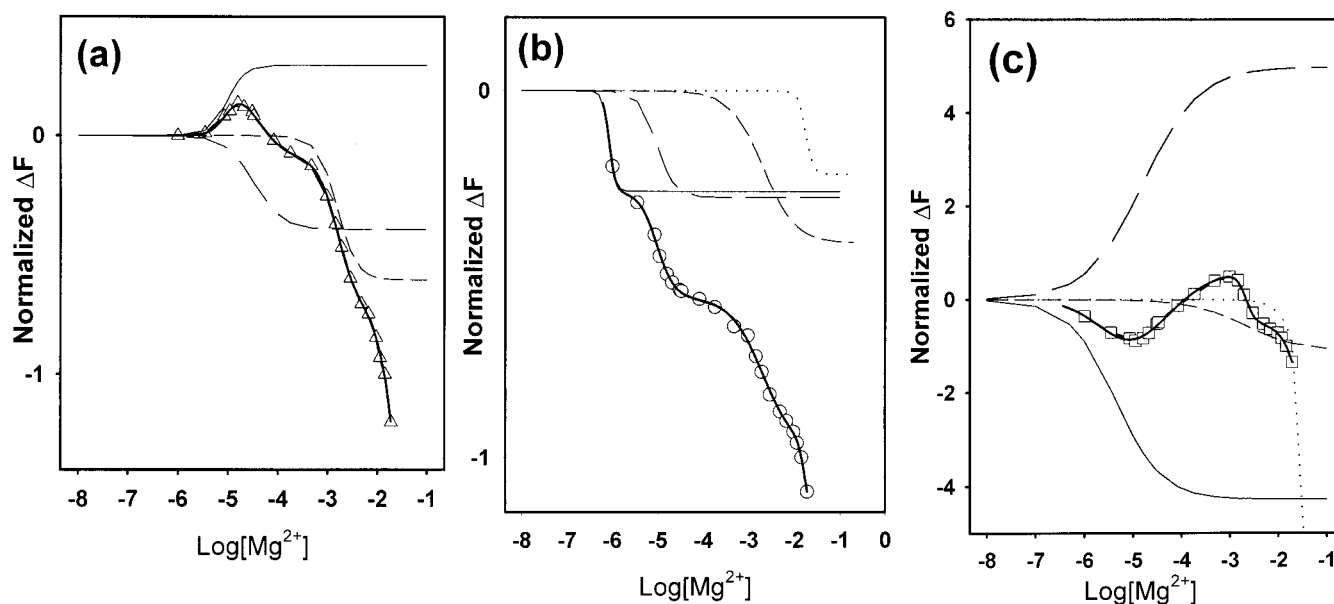 (a)
Normalized ΔF
0
-1
-8 -7 -6 -5 -4 -3 -2 -1
Log[Mg²⁺]
(b)
Normalized ΔF
0
-1
-8 -7 -6 -5 -4 -3 -2 -1 0
Log[Mg²⁺]
(c)
Normalized ΔF
6
4
2
0
-2
-4
-8 -7 -6 -5 -4 -3 -2 -1
Log[Mg²⁺]